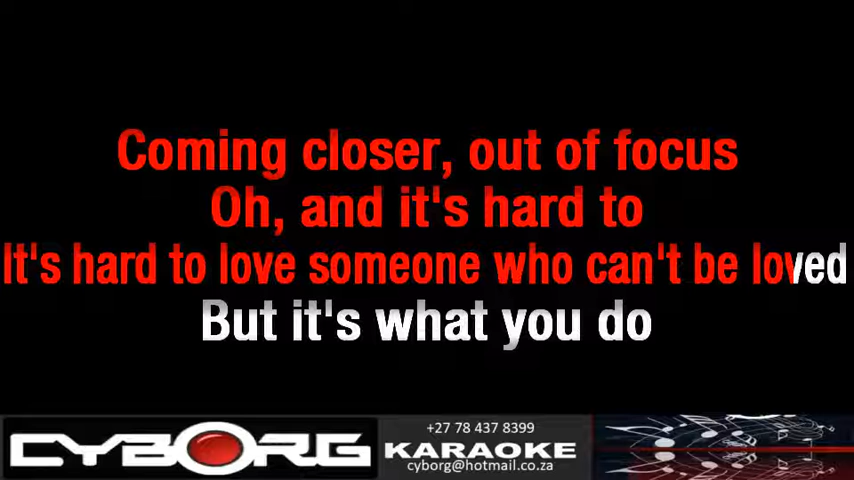 Coming closer, out of focus
Oh, and it's hard to
It's hard to love someone who can't be loved
But it's what you do
CYBORG
+27 78 437 8399
KARAOKE
cyborg@hotmail.co.za